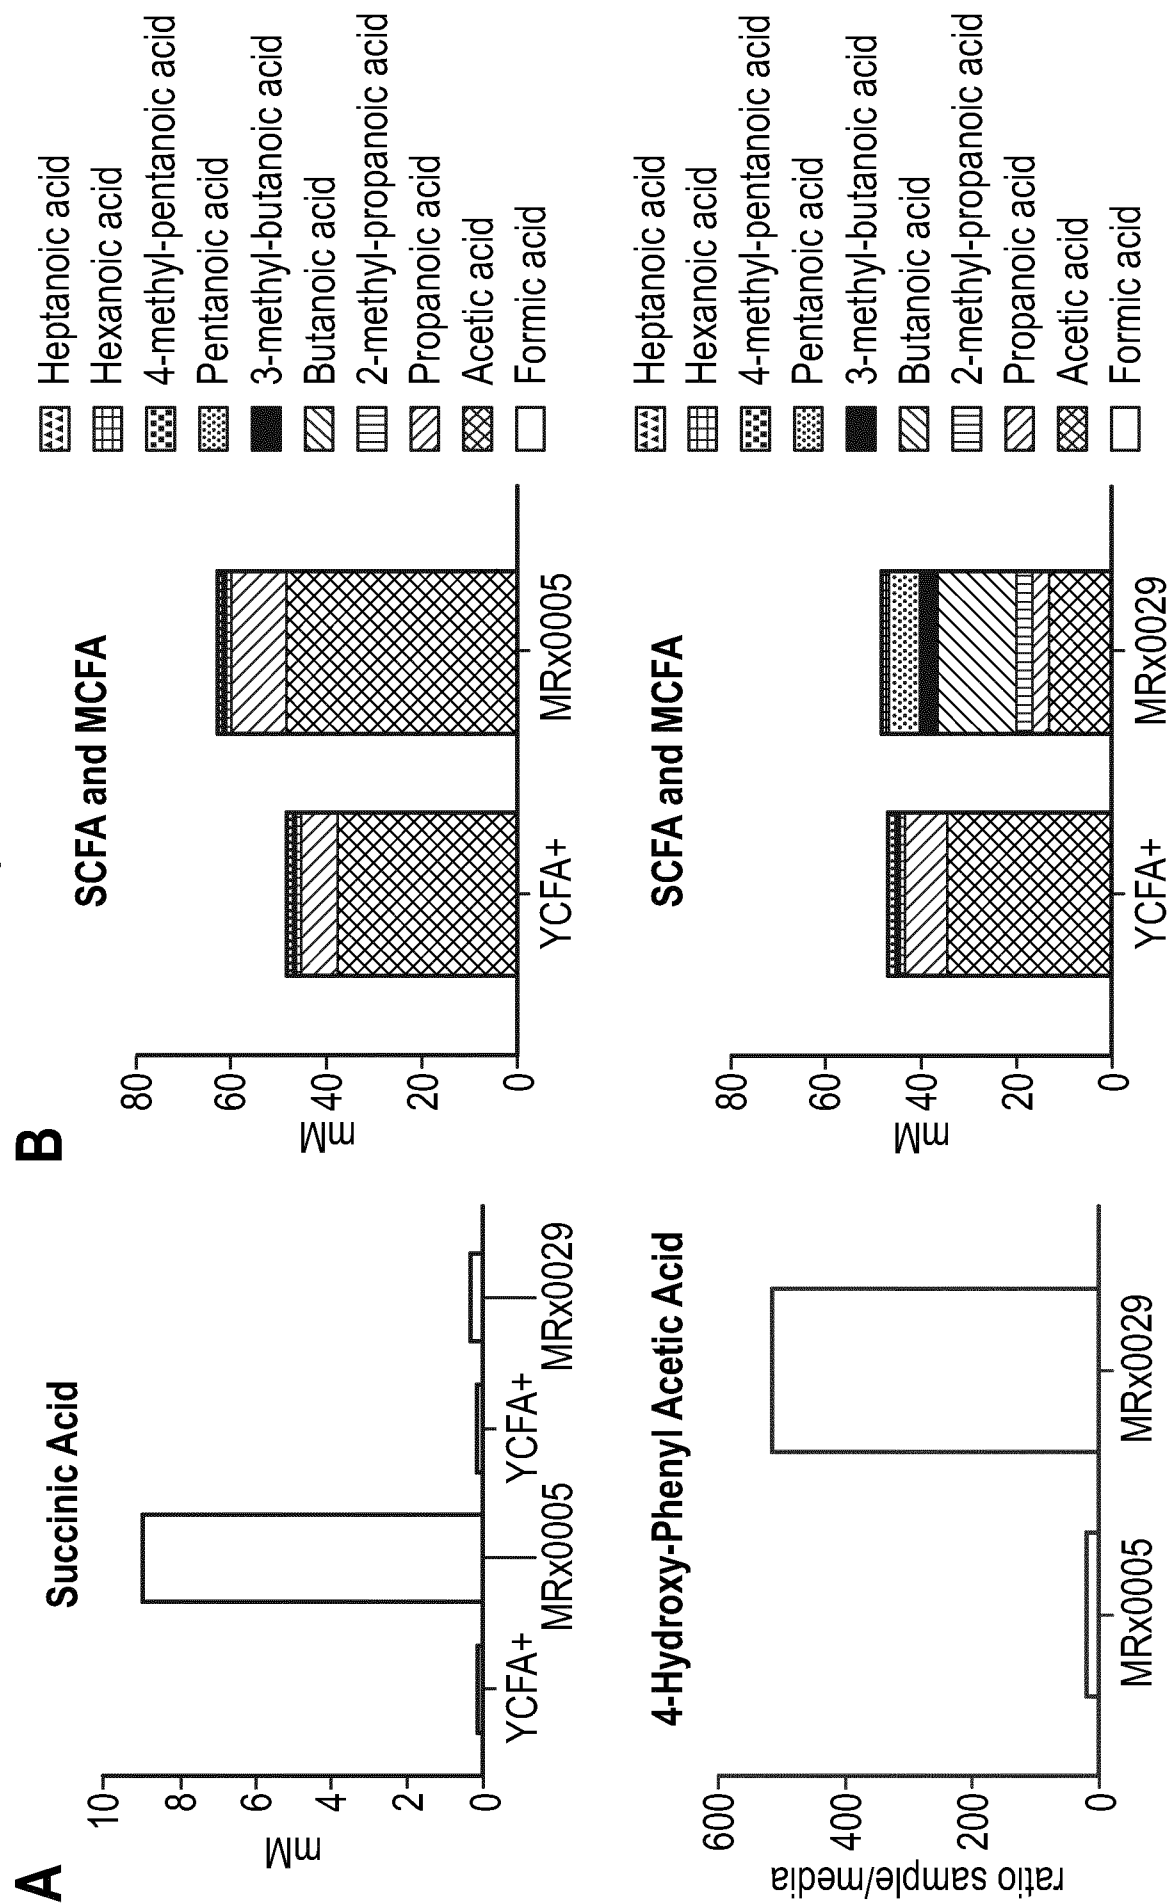 A
Succinic Acid
mM
10
8
6
4
2
0
YCFA+
MRx0005
YCFA+
MRx0029
4-Hydroxy-Phenyl Acetic Acid
ratio sample/media
600
400
200
0
MRx0005
MRx0029
B
SCFA and MCFA
mM
80
60
40
20
0
YCFA+
MRx0005
Heptanoic acid
Hexanoic acid
4-methyl-pentanoic acid
Pentanoic acid
3-methyl-butanoic acid
Butanoic acid
2-methyl-propanoic acid
Propanoic acid
Acetic acid
Formic acid
SCFA and MCFA
mM
80
60
40
20
0
YCFA+
MRx0029
Heptanoic acid
Hexanoic acid
4-methyl-pentanoic acid
Pentanoic acid
3-methyl-butanoic acid
Butanoic acid
2-methyl-propanoic acid
Propanoic acid
Acetic acid
Formic acid